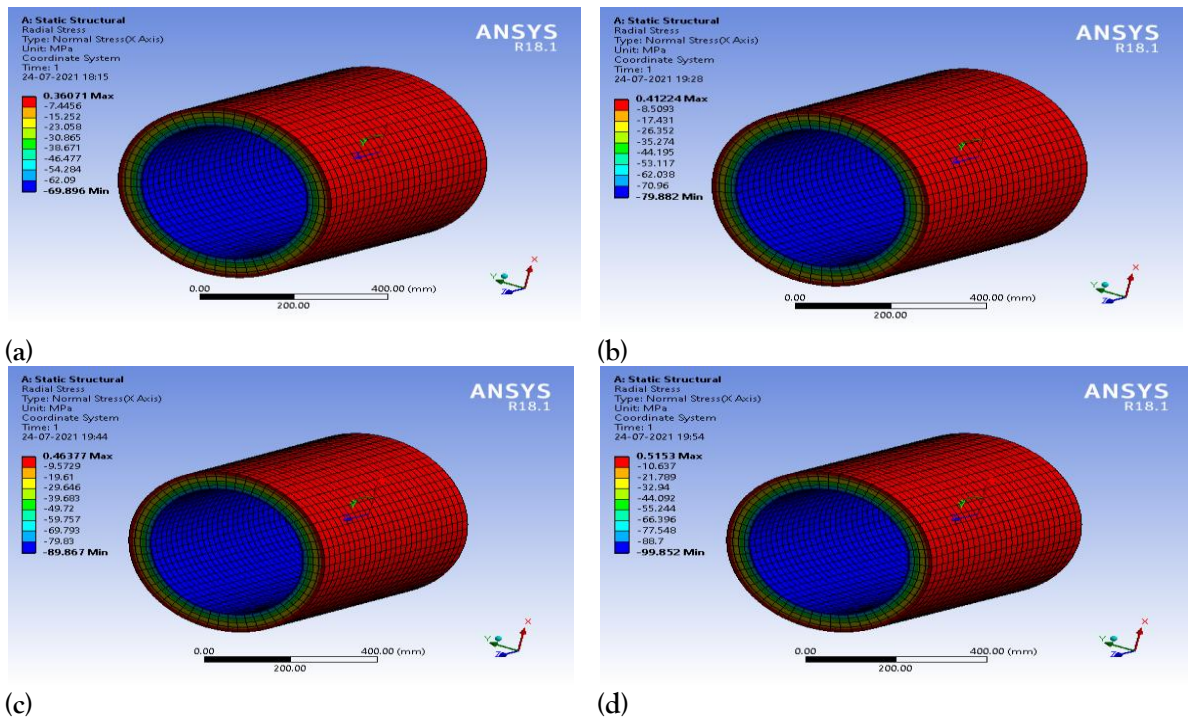 A: Static Structural
Radial Stress
Type: Normal Stress(X Axis)
Unit: MPa
Coordinate System
Time: 1
24-07-2021 18:15
ANSYS
R18.1
0.36071 Max
-7.4456
-15.252
-23.058
-30.865
-38.671
-46.477
-54.284
-62.09
-69.896 Min
Y
X
Y
Z
0.00
400.00 (mm)
200.00
(a)
A: Static Structural
Radial Stress
Type: Normal Stress(X Axis)
Unit: MPa
Coordinate System
Time: 1
24-07-2021 19:28
ANSYS
R18.1
0.41224 Max
-8.5093
-17.431
-26.352
-35.274
-44.195
-53.117
-62.038
-70.96
-79.882 Min
Y
X
Y
Z
0.00
400.00 (mm)
200.00
(b)
A: Static Structural
Radial Stress
Type: Normal Stress(X Axis)
Unit: MPa
Coordinate System
Time: 1
24-07-2021 19:44
ANSYS
R18.1
0.46377 Max
-9.5729
-19.61
-29.646
-39.683
-49.72
-59.757
-69.793
-79.83
-89.867 Min
Y
X
Y
Z
0.00
400.00 (mm)
200.00
(c)
A: Static Structural
Radial Stress
Type: Normal Stress(X Axis)
Unit: MPa
Coordinate System
Time: 1
24-07-2021 19:54
ANSYS
R18.1
0.5153 Max
-10.637
-21.789
-32.94
-44.092
-55.244
-66.396
-77.548
-88.7
-99.852 Min
Y
X
Y
Z
0.00
400.00 (mm)
200.00
(d)